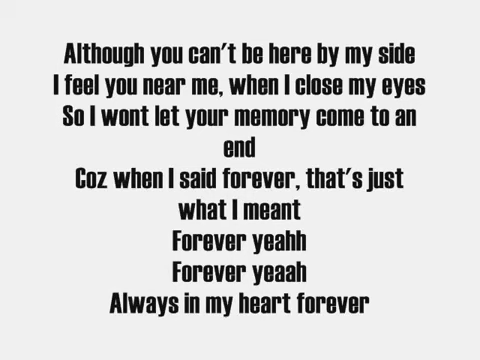 Although you can't be here by my side
I feel you near me, when I close my eyes
So I wont let your memory come to an
end
Coz when I said forever, that's just
what I meant
Forever yeahh
Forever yeaah
Always in my heart forever